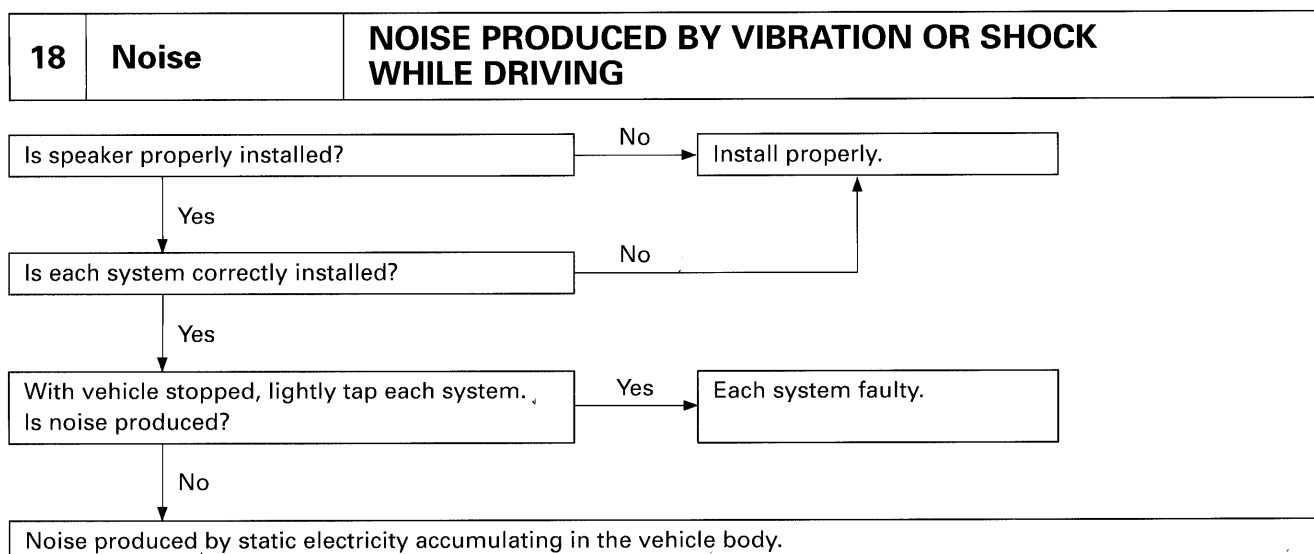 18 Noise NOISE PRODUCED BY VIBRATION OR SHOCK
WHILE DRIVING
Is speaker properly installed?
No
Install properly.
Yes
Is each system correctly installed?
No
Yes
With vehicle stopped, lightly tap each system.
Is noise produced?
Yes
Each system faulty.
No
Noise produced by static electricity accumulating in the vehicle body.